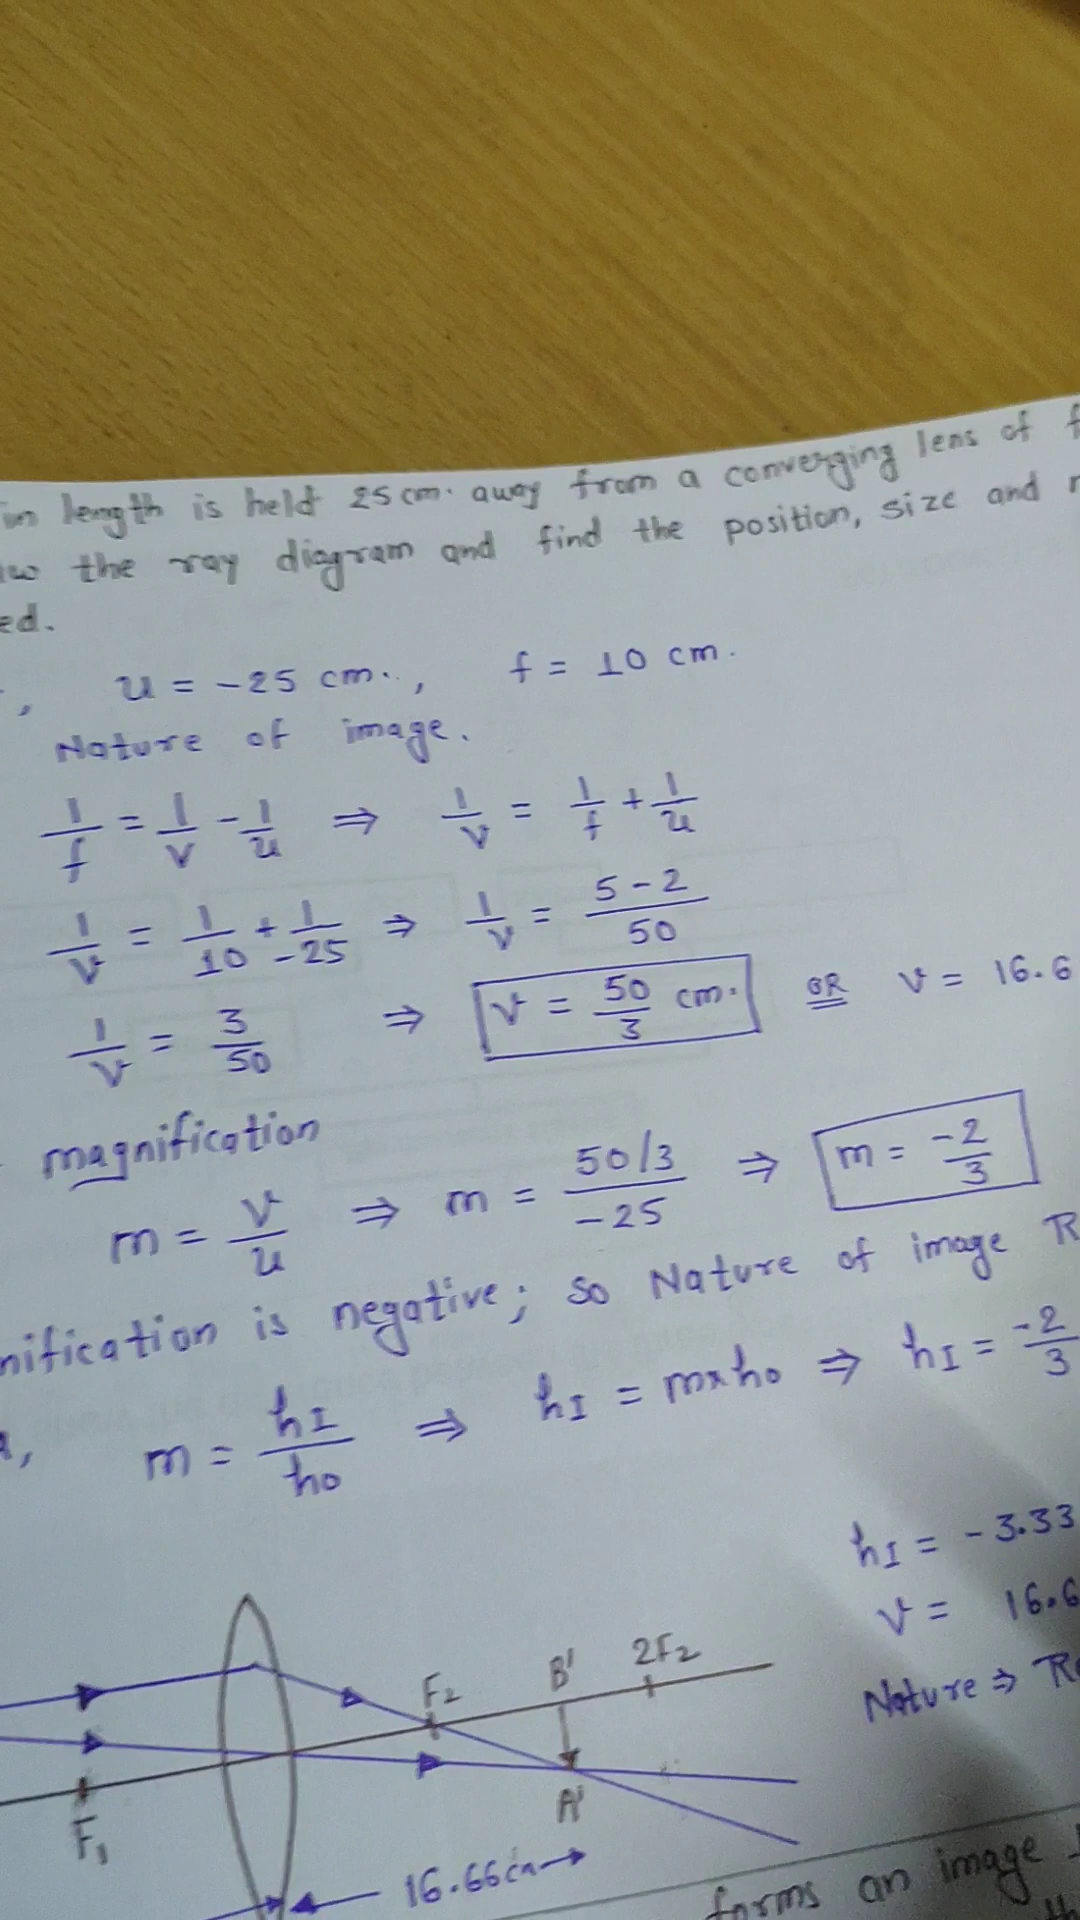 in length is held 25 cm. away from a converging lens of f
w the ray diagram and find the position, size and n
ed.
, u = -25 cm., f = 10 cm.
Nature of image.
1/f = 1/v - 1/u ⇒ 1/v = 1/f + 1/u
1/v = 1/10 + 1/-25 ⇒ 1/v = 5-2/50
1/v = 3/50 ⇒ v = 50/3 cm. OR v = 16.6
magnification
m = v/u ⇒ m = 50/3/-25 ⇒ m = -2/3
nification is negative; so Nature of image R
, m = hI/ho ⇒ hI = m×ho ⇒ hI = -2/3
hI = -3.33
v = 16.6
Nature ⇒ Re
F2 B' 2F2
F1 A'
16.66cm
forms an image
th